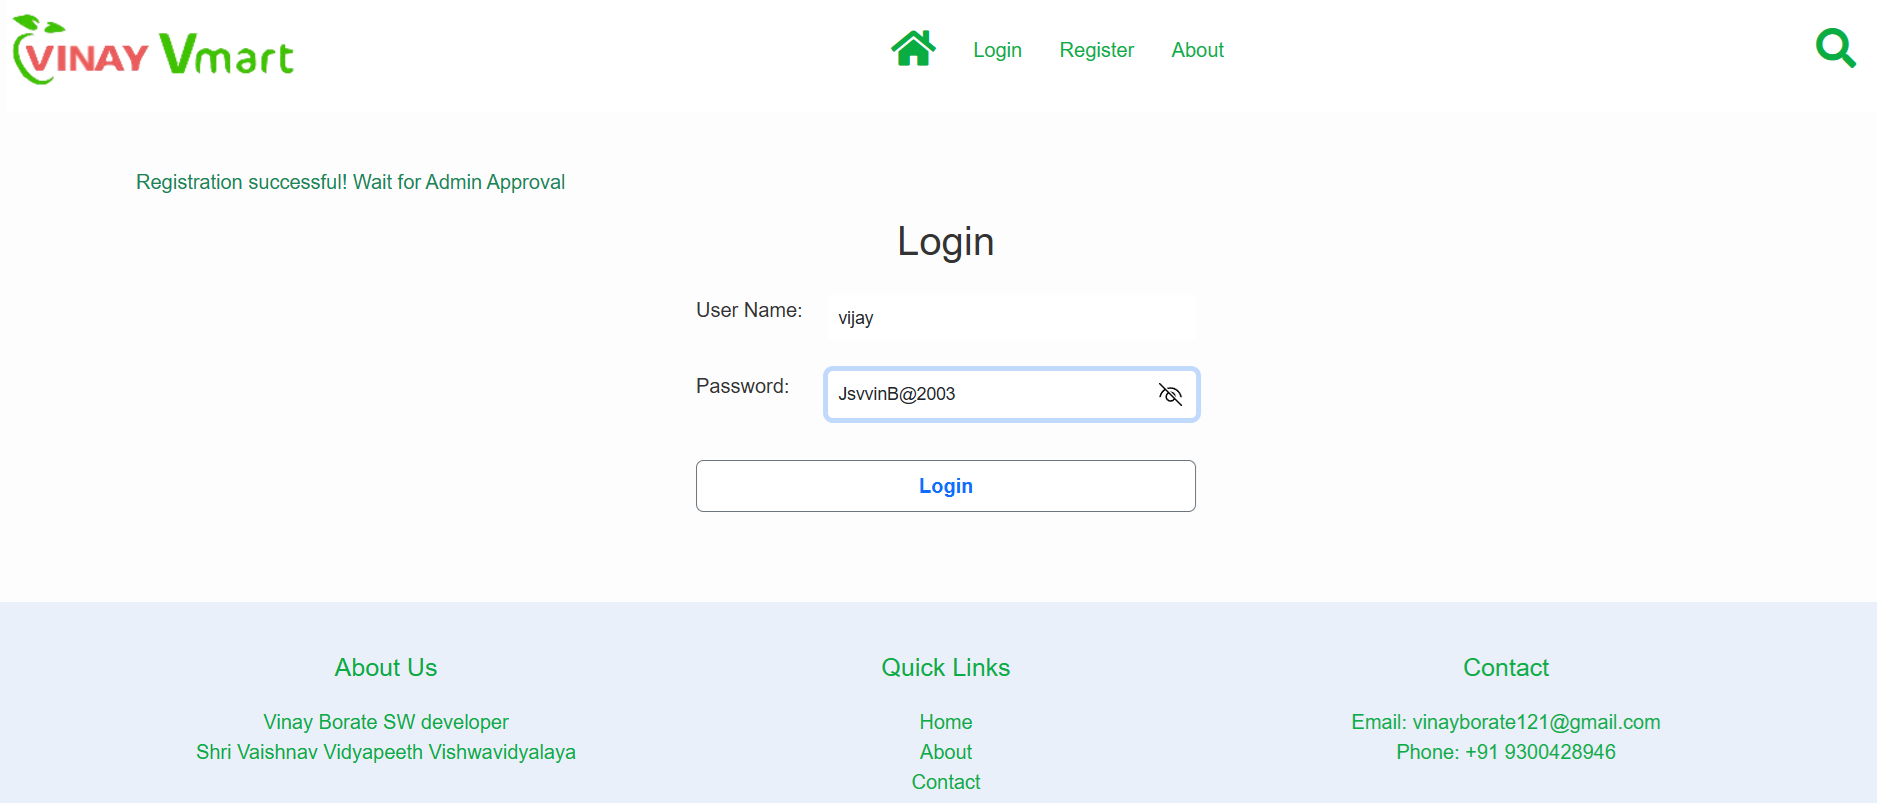 VINAY Vmart
Login Register About
Registration successful! Wait for Admin Approval
Login
User Name: vijay
Password: JsvvinB@2003
Login
About Us
Vinay Borate SW developer
Shri Vaishnav Vidyapeeth Vishwavidyalaya
Quick Links
Home
About
Contact
Contact
Email: vinayborate121@gmail.com
Phone: +91 9300428946